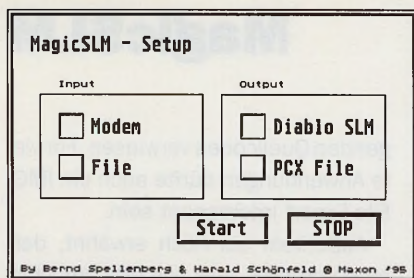 MagicSLM - Setup
Input
Output
Modem
Diablo SLM
File
PCX File
Start
STOP
By Bernd Spellenberg & Harald Schönfeld @ Maxon '95